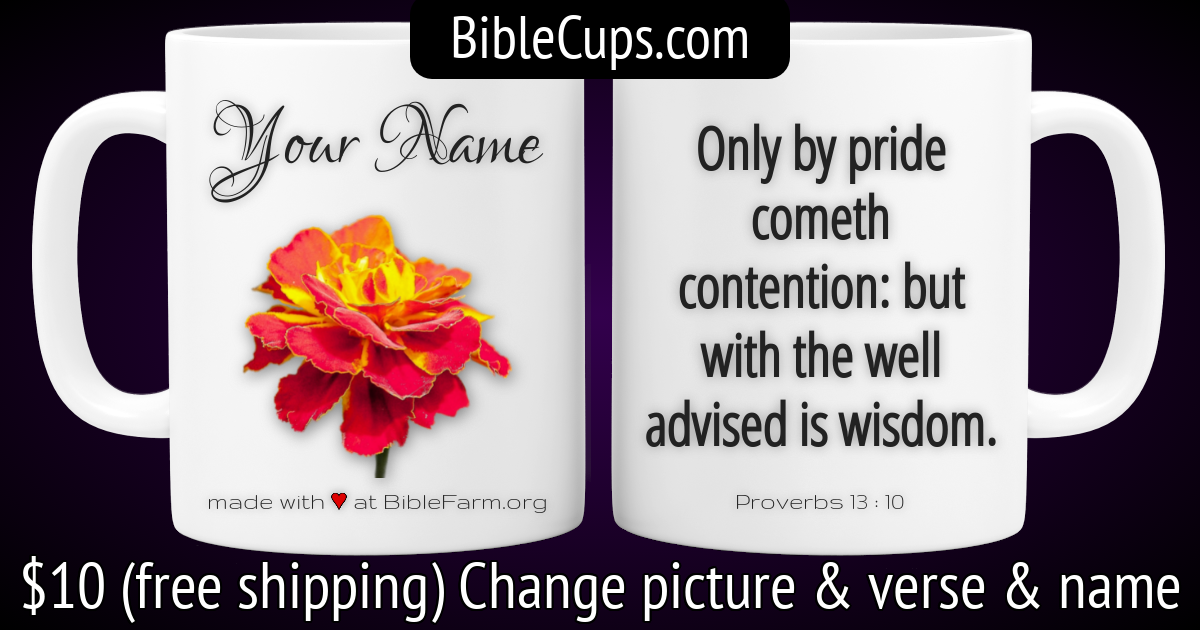 BibleCups.com
Your Name
made with ♥ at BibleFarm.org
Only by pride
cometh
contention: but
with the well
advised is wisdom.
Proverbs 13 : 10
$10 (free shipping) Change picture & verse & name